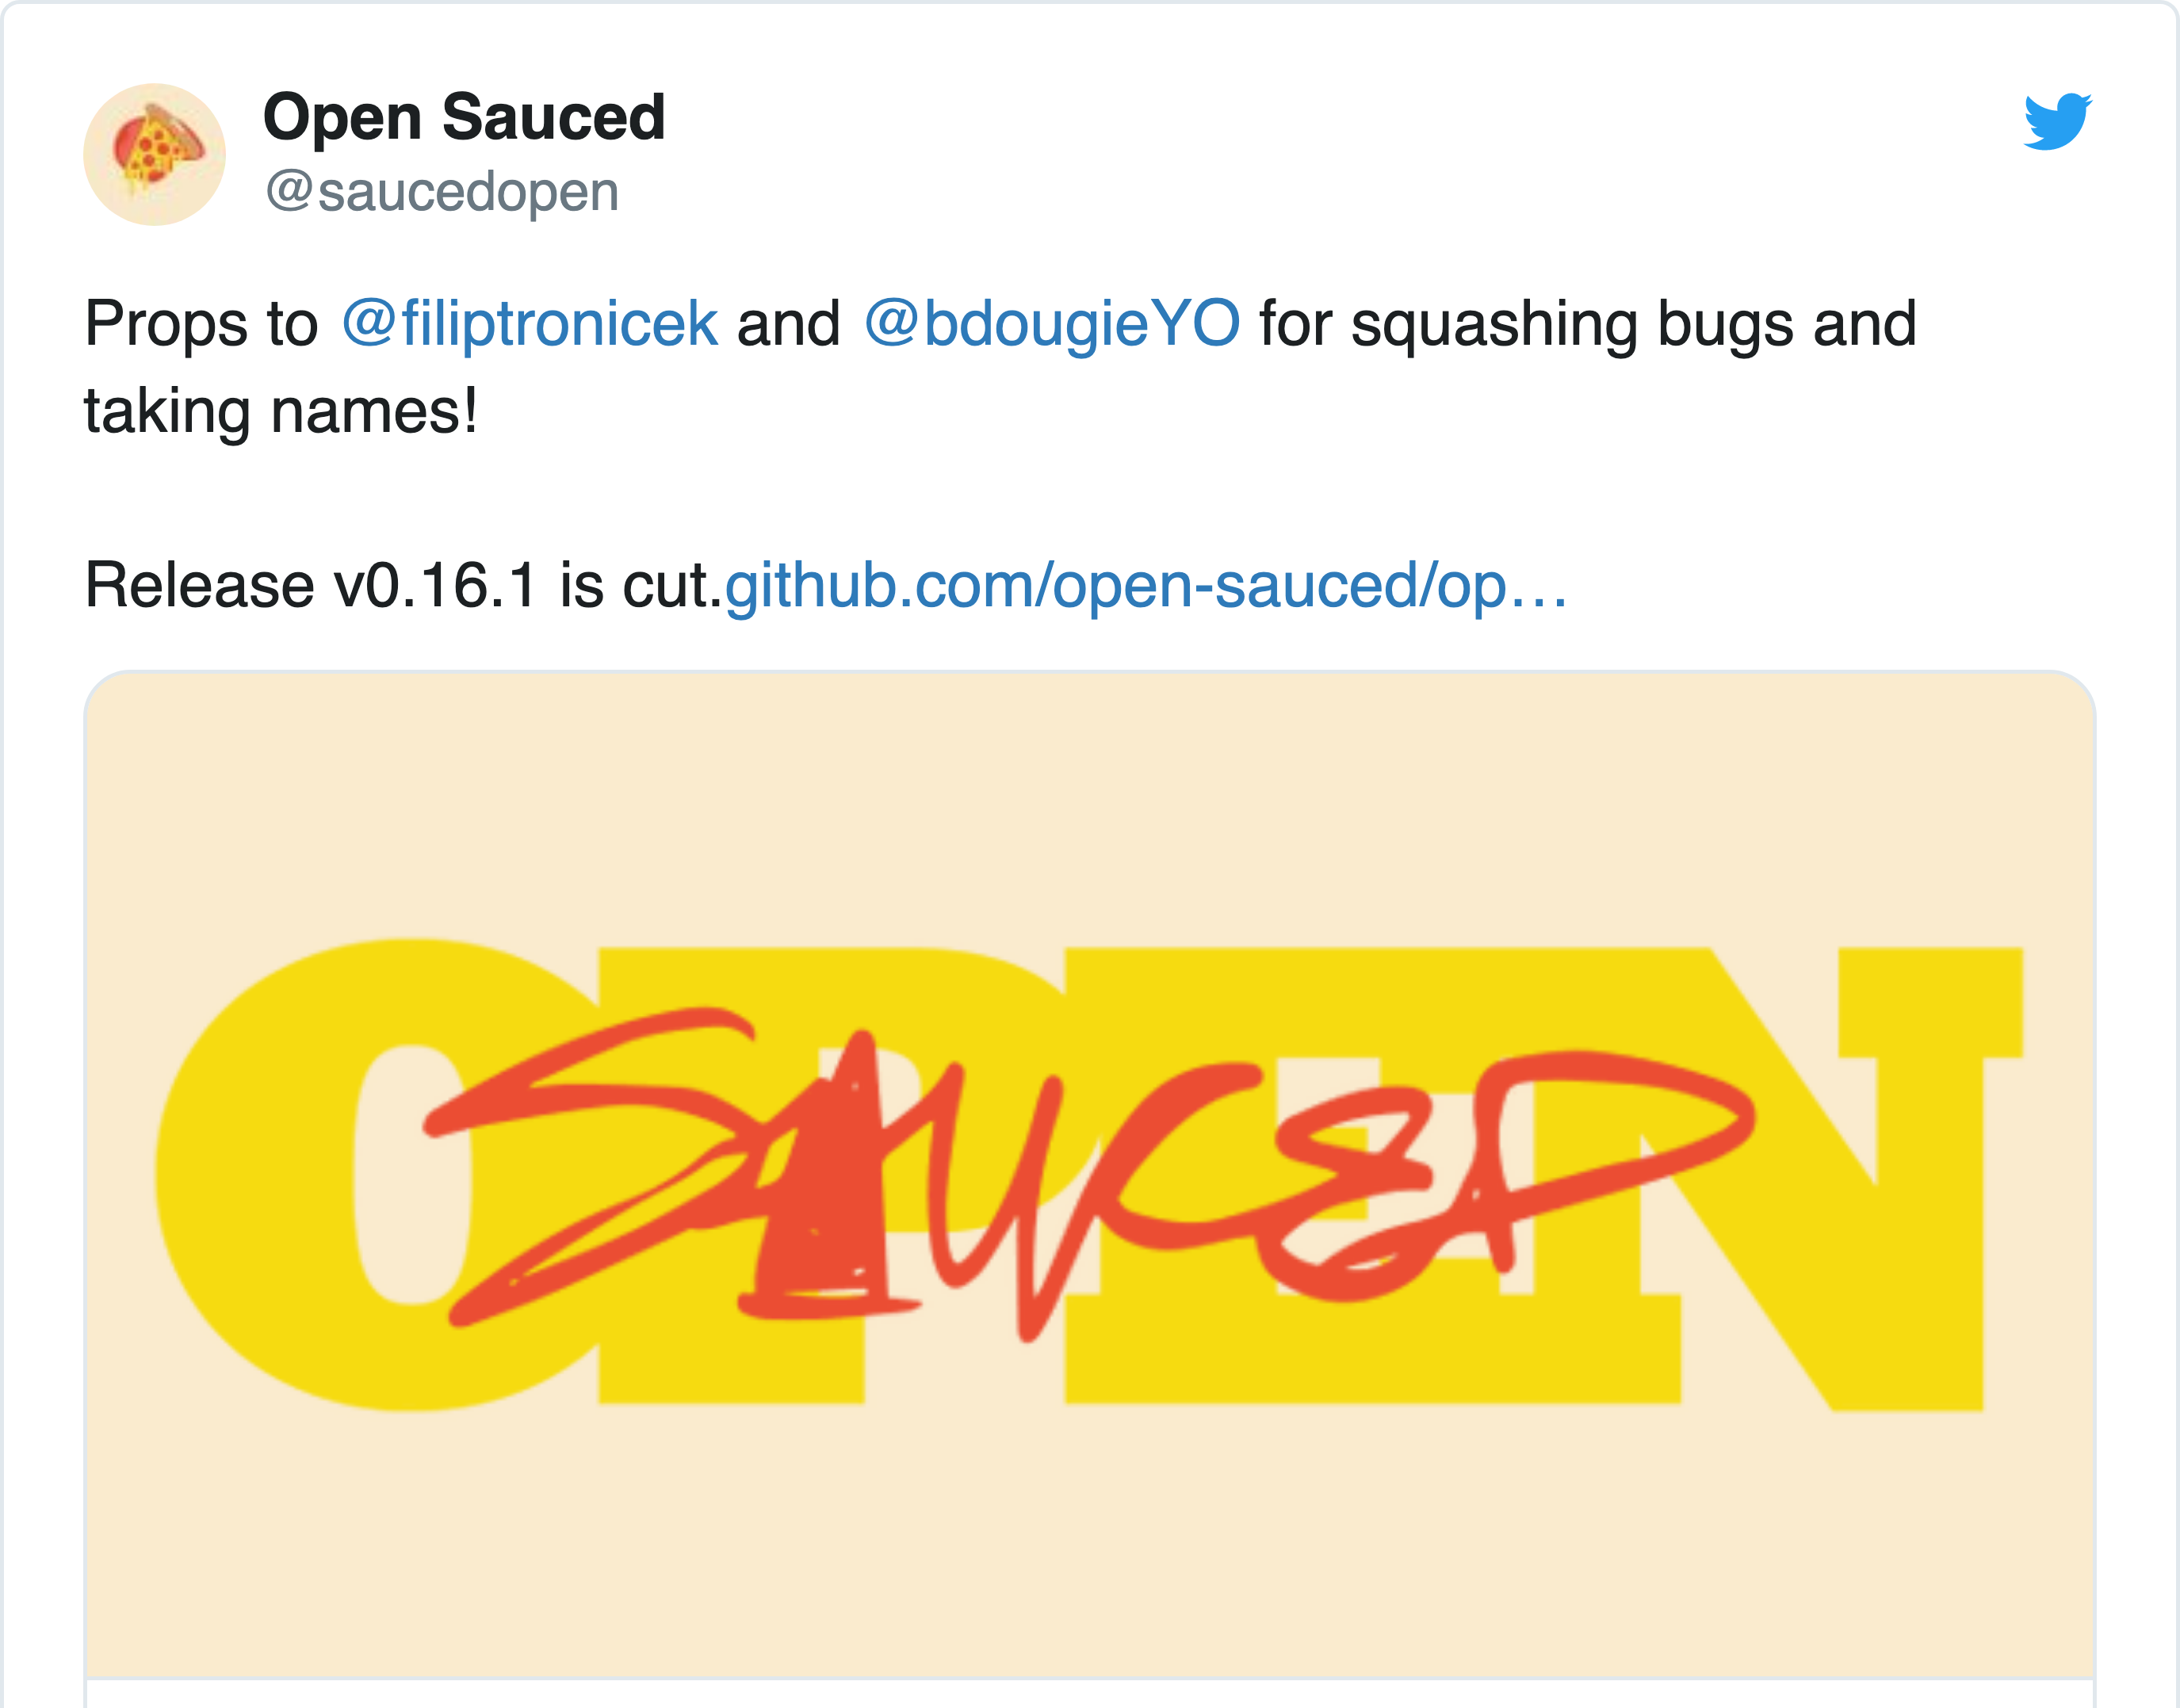 Open Sauced
@saucedopen
Props to @filiptronicek and @bdougieYO for squashing bugs and
taking names!
Release v0.16.1 is cut.github.com/open-sauced/op…
OPEN
SAUCED